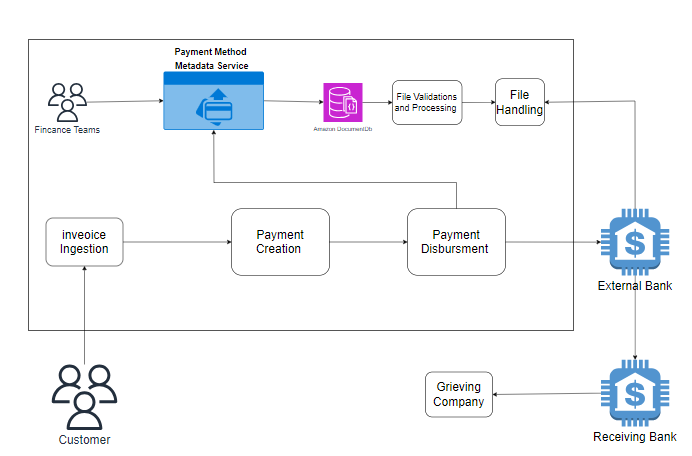 Payment Method
Metadata Service
Fincance Teams
Amazon DocumentDb
File Validations
and Processing
File
Handling
inveoice
Ingestion
Payment
Creation
Payment
Disbursment
$
External Bank
Customer
Grieving
Company
$
Receiving Bank